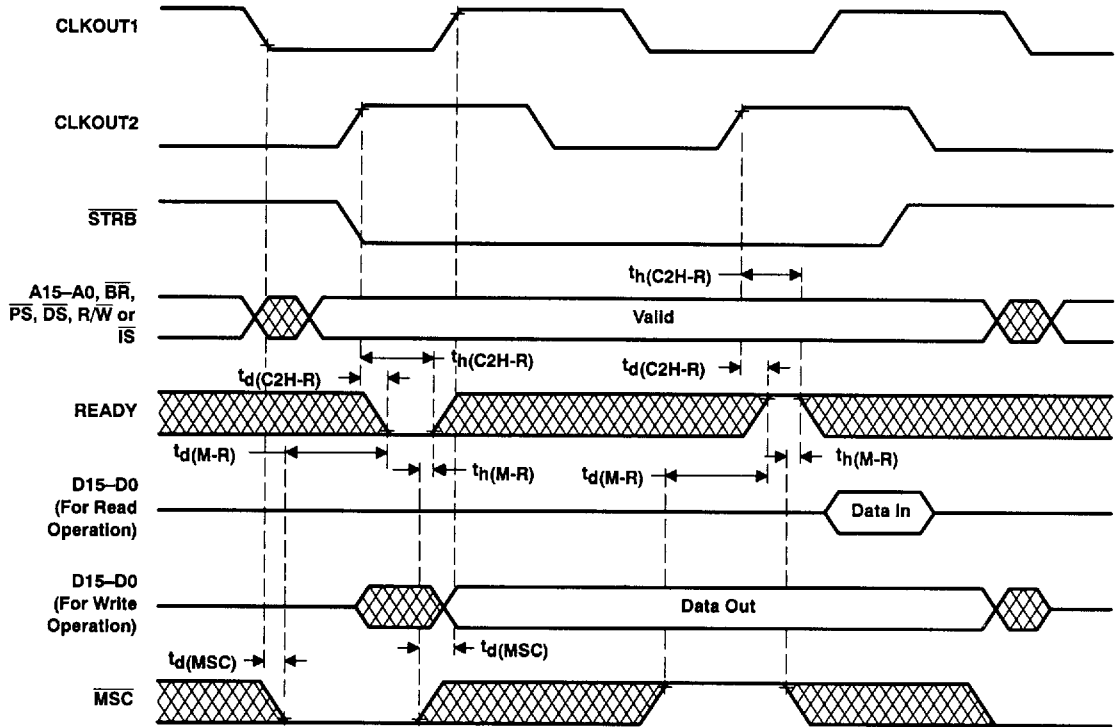 CLKOUT1
CLKOUT2
STRB
th(C2H-R)
A15–A0, BR,
PS, DS, R/W or
IS
Valid
th(C2H-R)
td(C2H-R)
td(C2H-R)
READY
td(M-R)
th(M-R)
td(M-R)
th(M-R)
D15–D0
(For Read
Operation)
Data In
D15–D0
(For Write
Operation)
Data Out
td(MSC)
td(MSC)
MSC